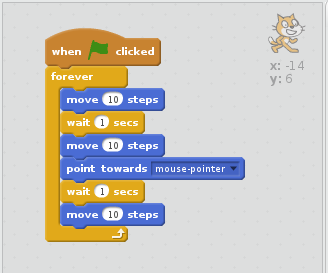 when clicked
forever
move 10 steps
wait 1 secs
move 10 steps
point towards mouse-pointer
wait 1 secs
move 10 steps
x: -14
y: 6